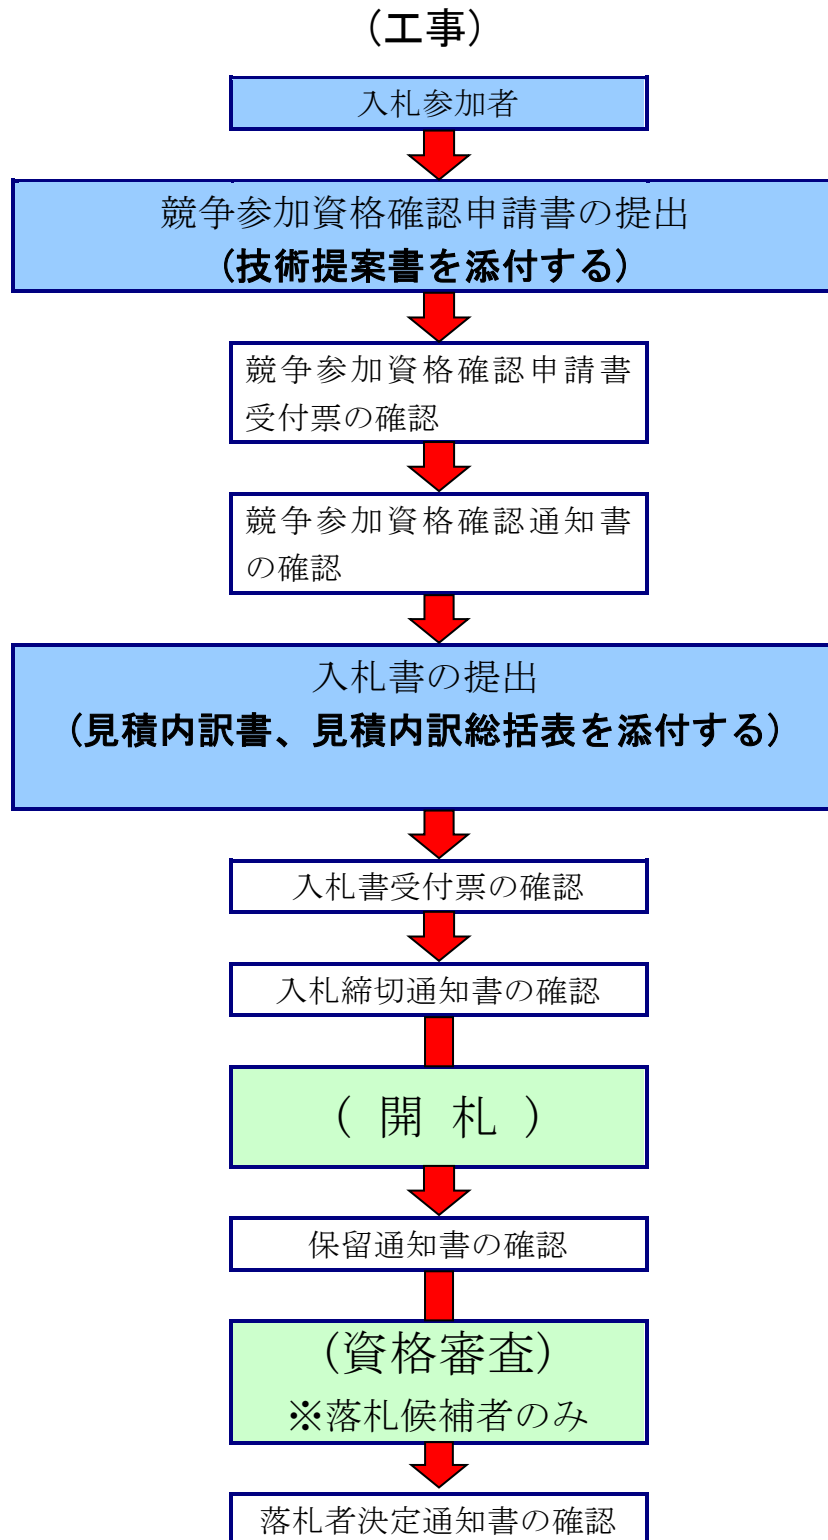 （工事）
入札参加者
競争参加資格確認申請書の提出
（技術提案書を添付する）
競争参加資格確認申請書
受付票の確認
競争参加資格確認通知書
の確認
入札書の提出
（見積内訳書、見積内訳総括表を添付する）
入札書受付票の確認
入札締切通知書の確認
（ 開 札 ）
保留通知書の確認
（資格審査）
※落札候補者のみ
落札者決定通知書の確認